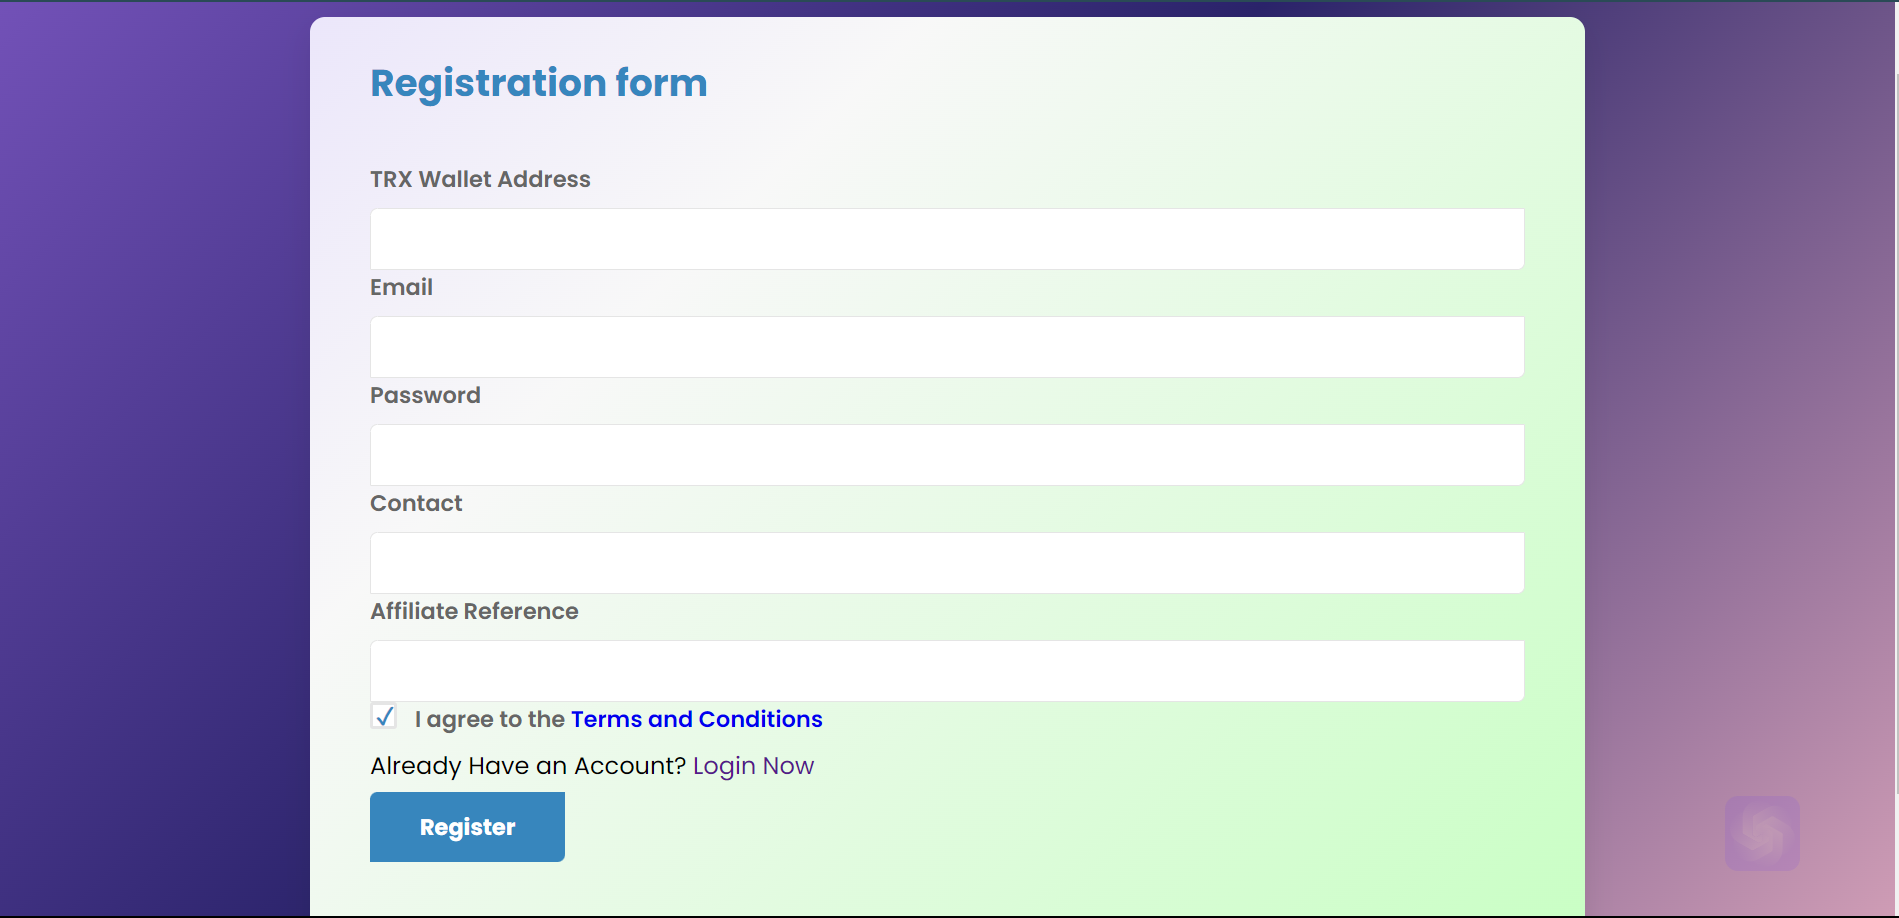 Registration form
TRX Wallet Address
Email
Password
Contact
Affiliate Reference
I agree to the Terms and Conditions
Already Have an Account? Login Now
Register